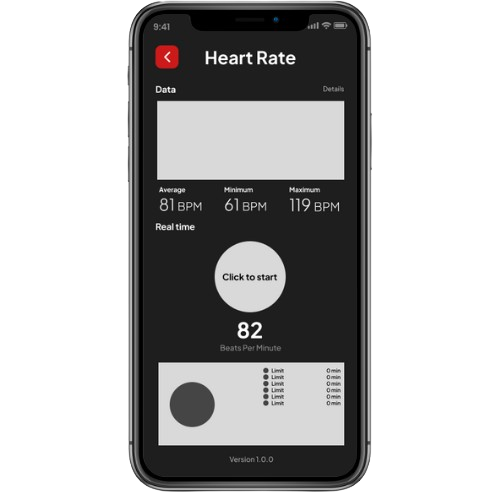 9:41
Heart Rate
Data Details
Average Minimum Maximum
81 BPM 61 BPM 119 BPM
Real time
Click to start
82
Beats Per Minute
Limit 0 min
Limit 0 min
Limit 0 min
Limit 0 min
Limit 0 min
Limit 0 min
Version 1.0.0